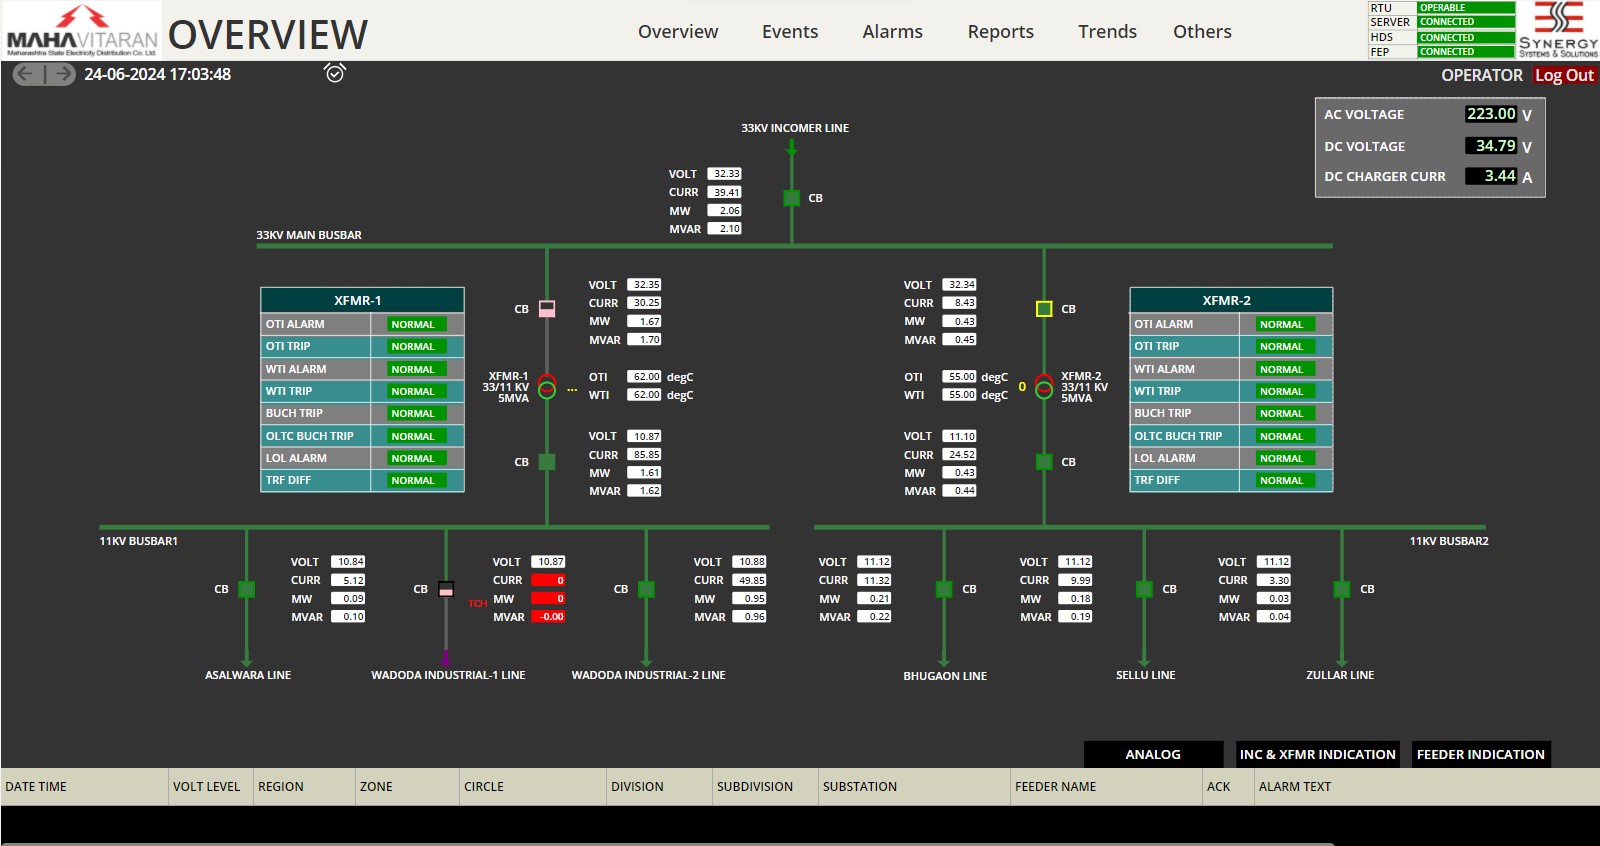 MAHAVITARAN
Maharashtra State Electricity Distribution Co. Ltd.
OVERVIEW
Overview Events Alarms Reports Trends Others
RTU OPERABLE
SERVER CONNECTED
HDS CONNECTED
FEP CONNECTED
SYNERGY
SYSTEMS & SOLUTIONS
24-06-2024 17:03:48
OPERATOR Log Out
AC VOLTAGE 223.00 V
DC VOLTAGE 34.79 V
DC CHARGER CURR 3.44 A
33KV INCOMER LINE
VOLT 32.33
CURR 39.41
MW 2.06
MVAR 2.10
CB
33KV MAIN BUSBAR
XFMR-1
OTI ALARM NORMAL
OTI TRIP NORMAL
WTI ALARM NORMAL
WTI TRIP NORMAL
BUCH TRIP NORMAL
OLTC BUCH TRIP NORMAL
LOL ALARM NORMAL
TRF DIFF NORMAL
CB
VOLT 32.35
CURR 30.25
MW 1.67
MVAR 1.70
XFMR-1
33/11 KV
5MVA
...
OTI 62.00 degC
WTI 62.00 degC
CB
VOLT 10.87
CURR 85.85
MW 1.61
MVAR 1.62
VOLT 32.34
CURR 8.43
MW 0.43
MVAR 0.45
CB
OTI 55.00 degC
WTI 55.00 degC
0
XFMR-2
33/11 KV
5MVA
VOLT 11.10
CURR 24.52
MW 0.43
MVAR 0.44
CB
XFMR-2
OTI ALARM NORMAL
OTI TRIP NORMAL
WTI ALARM NORMAL
WTI TRIP NORMAL
BUCH TRIP NORMAL
OLTC BUCH TRIP NORMAL
LOL ALARM NORMAL
TRF DIFF NORMAL
11KV BUSBAR1
11KV BUSBAR2
CB
VOLT 10.84
CURR 5.12
MW 0.09
MVAR 0.10
ASALWARA LINE
CB
TCH
VOLT 10.87
CURR 0
MW 0
MVAR -0.00
WADODA INDUSTRIAL-1 LINE
CB
VOLT 10.88
CURR 49.85
MW 0.95
MVAR 0.96
WADODA INDUSTRIAL-2 LINE
VOLT 11.12
CURR 11.32
MW 0.21
MVAR 0.22
CB
BHUGAON LINE
VOLT 11.12
CURR 9.99
MW 0.18
MVAR 0.19
CB
SELLU LINE
VOLT 11.12
CURR 3.30
MW 0.03
MVAR 0.04
CB
ZULLAR LINE
ANALOG
INC & XFMR INDICATION
FEEDER INDICATION
DATE TIME VOLT LEVEL REGION ZONE CIRCLE DIVISION SUBDIVISION SUBSTATION FEEDER NAME ACK ALARM TEXT